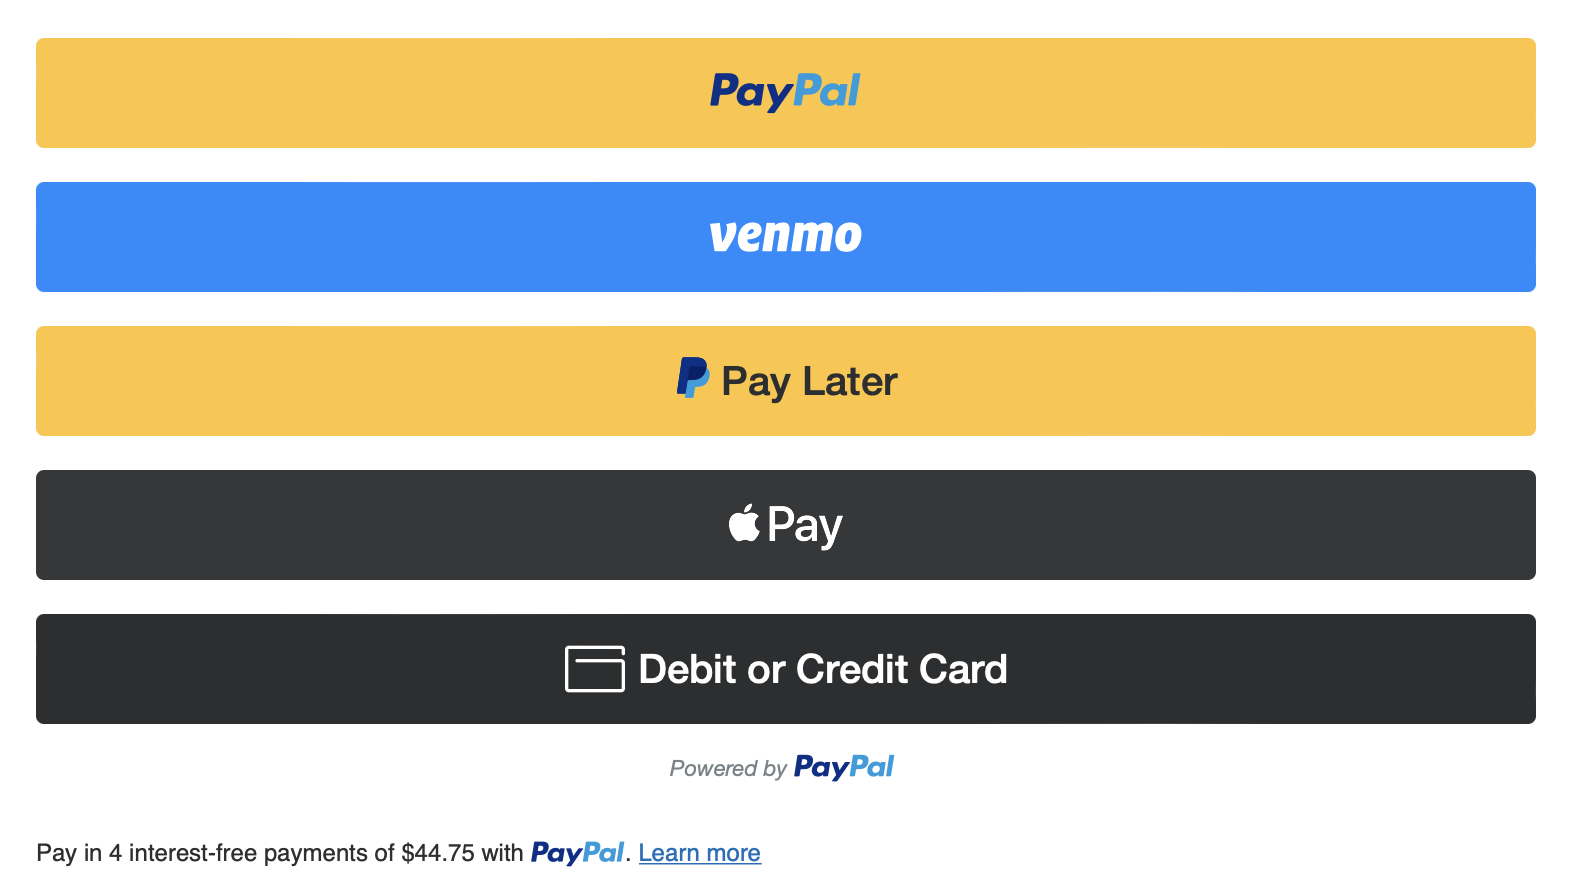 PayPal
venmo
Pay Later
Pay
Debit or Credit Card
Powered by PayPal
Pay in 4 interest-free payments of $44.75 with PayPal. Learn more